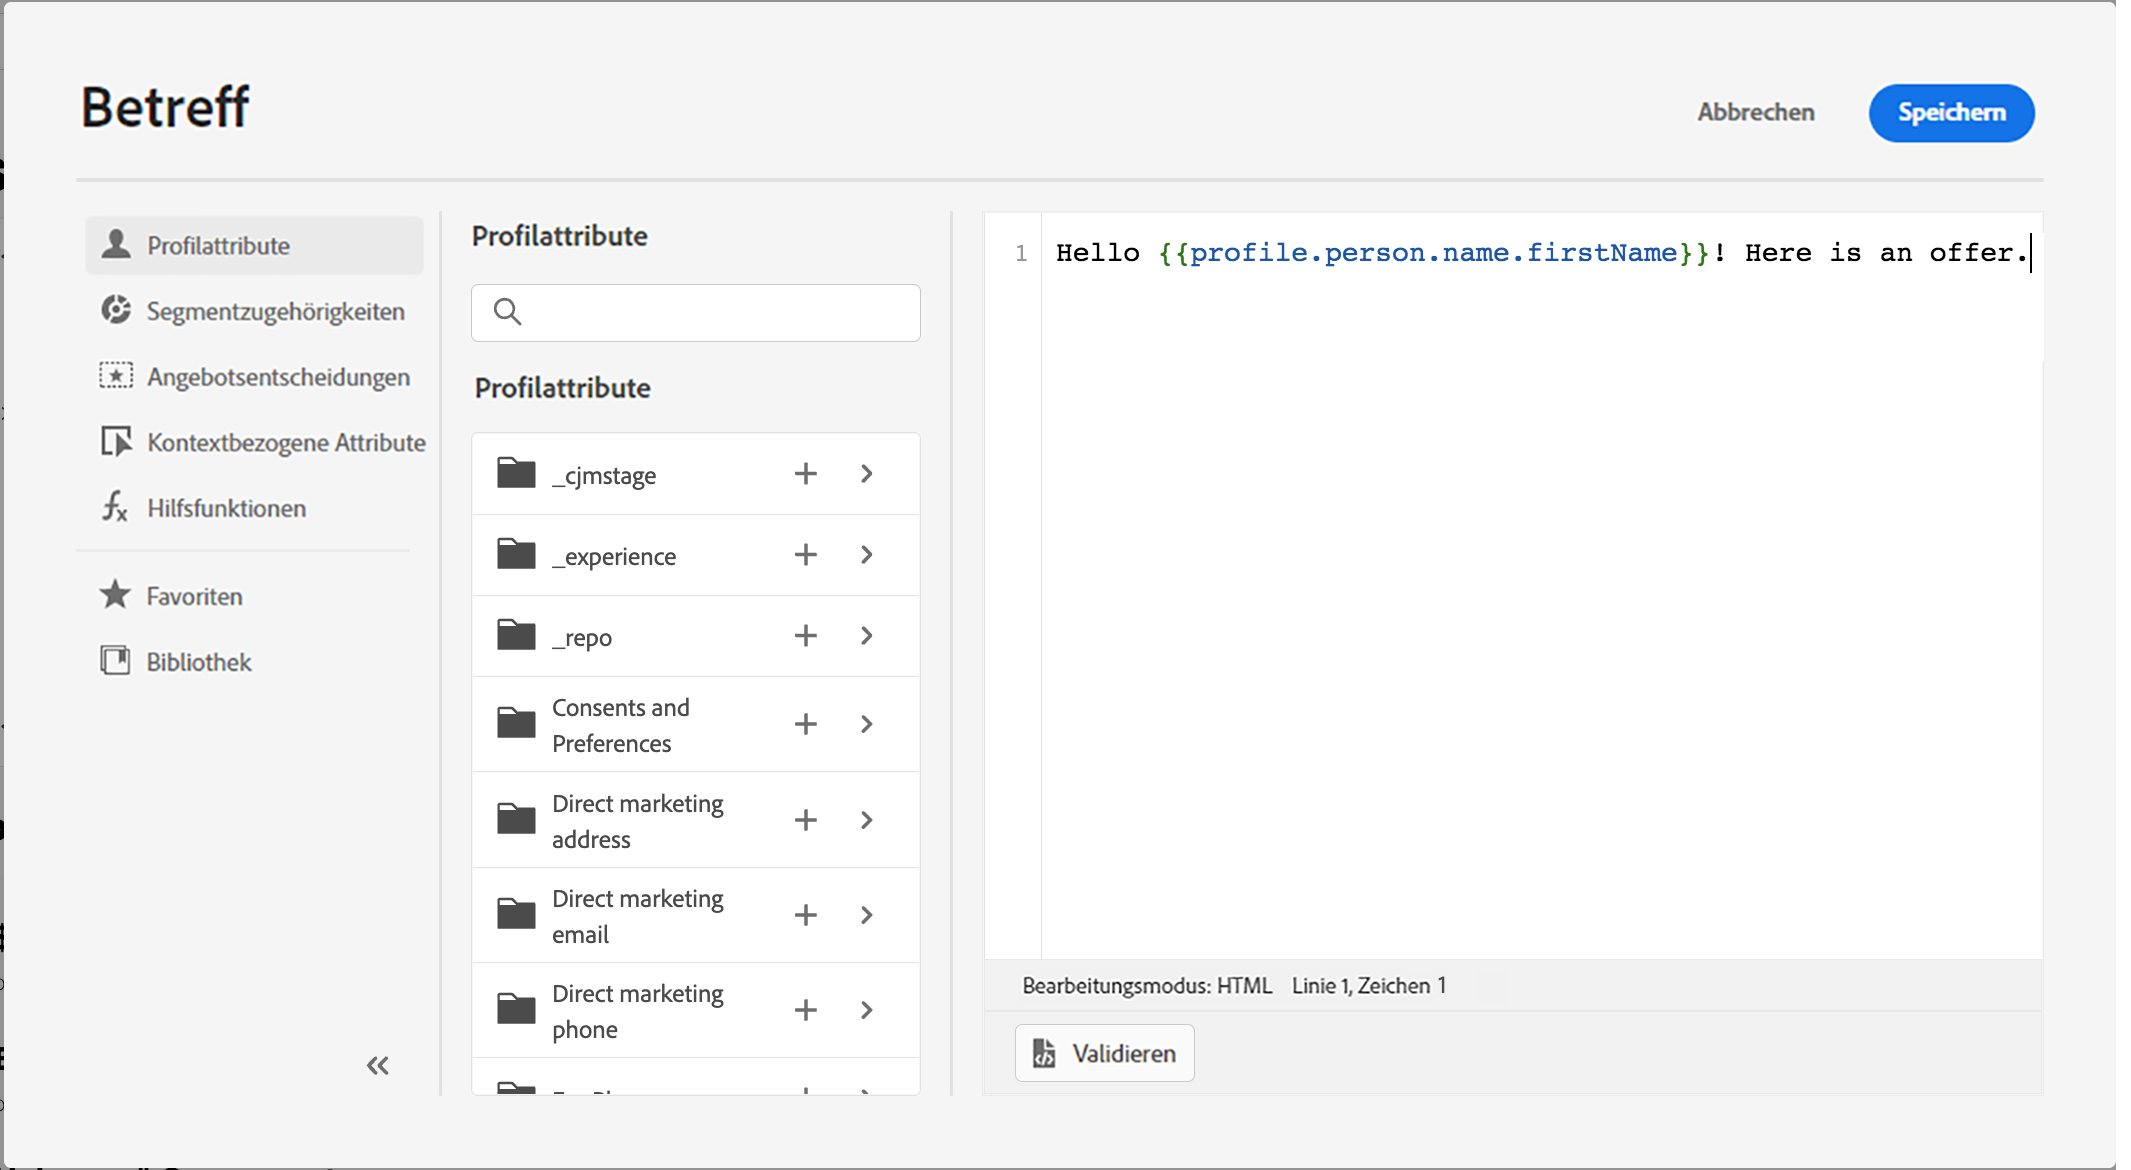 Betreff
Abbrechen
Speichern
Profilattribute
Segmentzugehörigkeiten
Angebotsentscheidungen
Kontextbezogene Attribute
Hilfsfunktionen
Favoriten
Bibliothek
Profilattribute
Profilattribute
_cjmstage
_experience
_repo
Consents and
Preferences
Direct marketing
address
Direct marketing
email
Direct marketing
phone
1 Hello {{profile.person.name.firstName}}! Here is an offer.
Bearbeitungsmodus: HTML Linie 1, Zeichen 1
Validieren